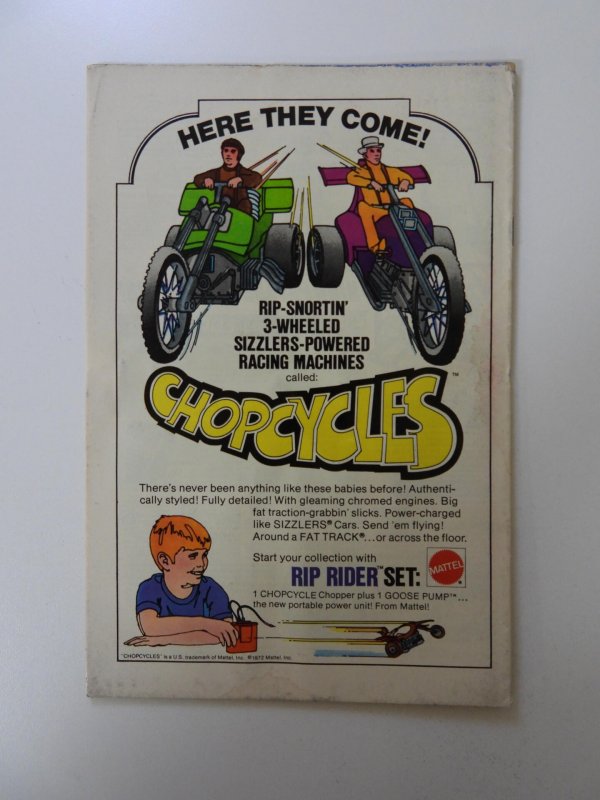 HERE THEY COME!
RIP-SNORTIN'
3-WHEELED
SIZZLERS-POWERED
RACING MACHINES
called:
CHOPCYCLES™
There's never been anything like these babies before! Authenti-
cally styled! Fully detailed! With gleaming chromed engines. Big
fat traction-grabbin' slicks. Power-charged
like SIZZLERS® Cars. Send 'em flying!
Around a FAT TRACK®...or across the floor.
Start your collection with
RIP RIDER™ SET:
MATTEL®
1 CHOPCYCLE Chopper plus 1 GOOSE PUMP™...
the new portable power unit! From Mattel!
"CHOPCYCLES" is a U.S. trademark of Mattel, Inc. ©1972 Mattel, Inc.